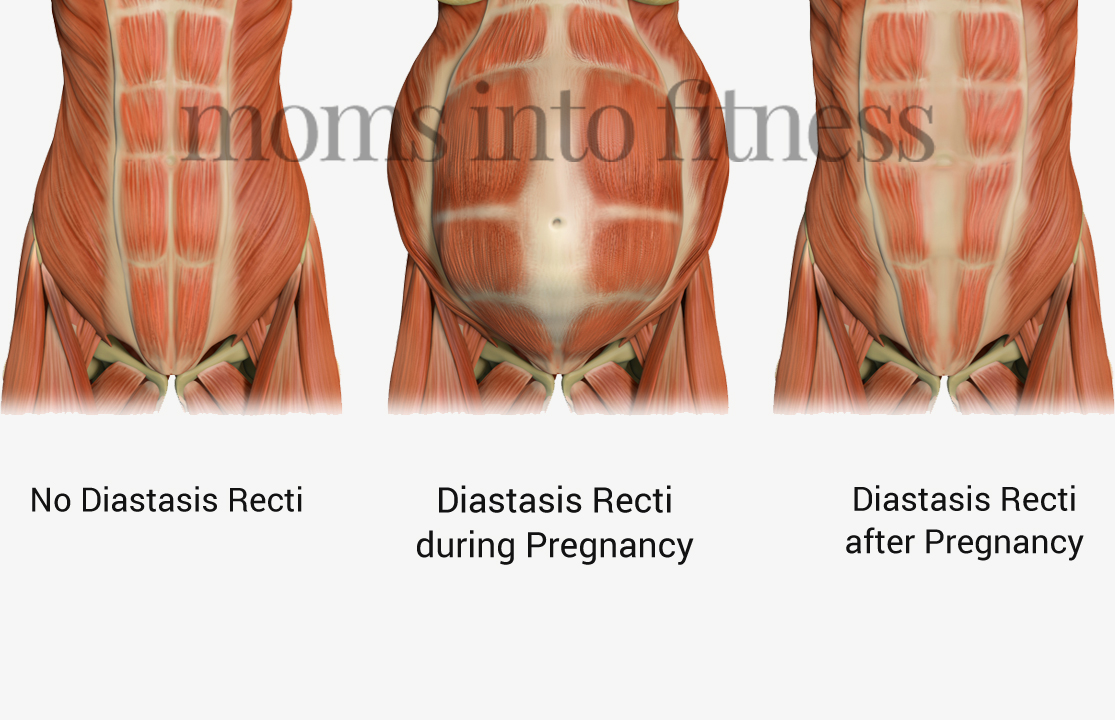 moms into fitness
No Diastasis Recti
Diastasis Recti
during Pregnancy
Diastasis Recti
after Pregnancy